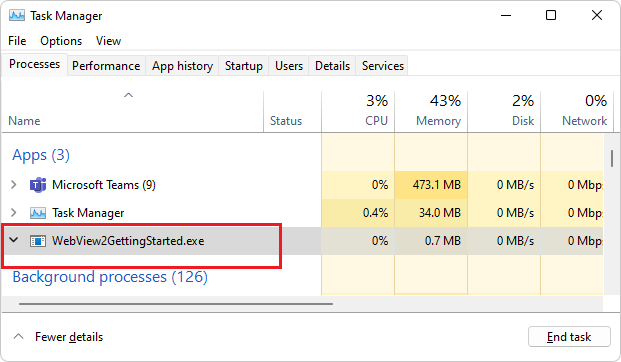 Task Manager
File Options View
Processes Performance App history Startup Users Details Services
3% 43% 2% 0%
Name Status CPU Memory Disk Network
Apps (3)
Microsoft Teams (9) 0% 473.1 MB 0 MB/s 0 Mbps
Task Manager 0.4% 34.0 MB 0 MB/s 0 Mbps
WebView2GettingStarted.exe 0% 0.7 MB 0 MB/s 0 Mbps
Background processes (126)
Fewer details End task